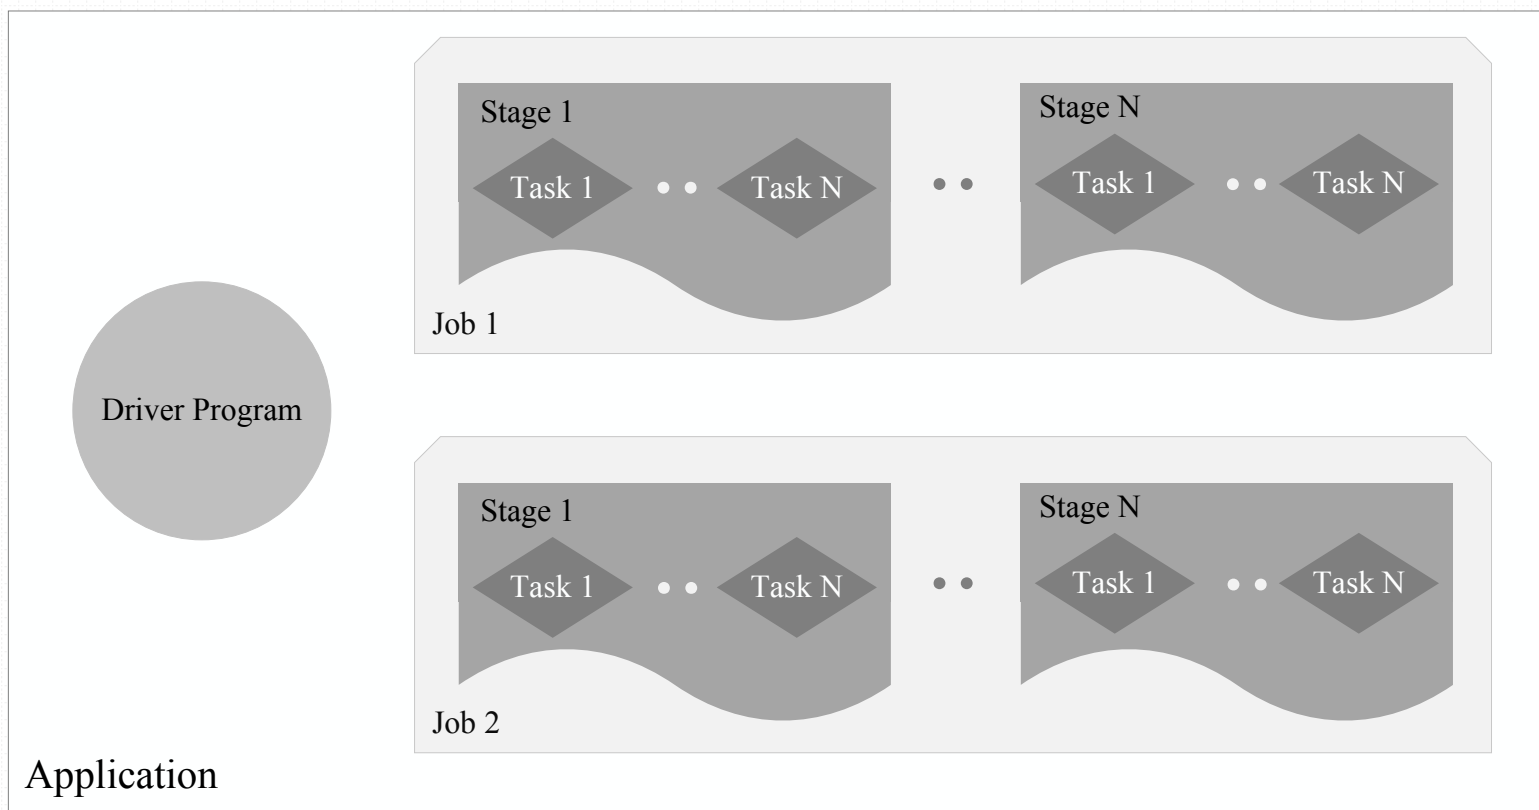 Stage 1
Task 1
Task N
Stage N
Task 1
Task N
Job 1
Driver Program
Stage 1
Task 1
Task N
Stage N
Task 1
Task N
Job 2
Application